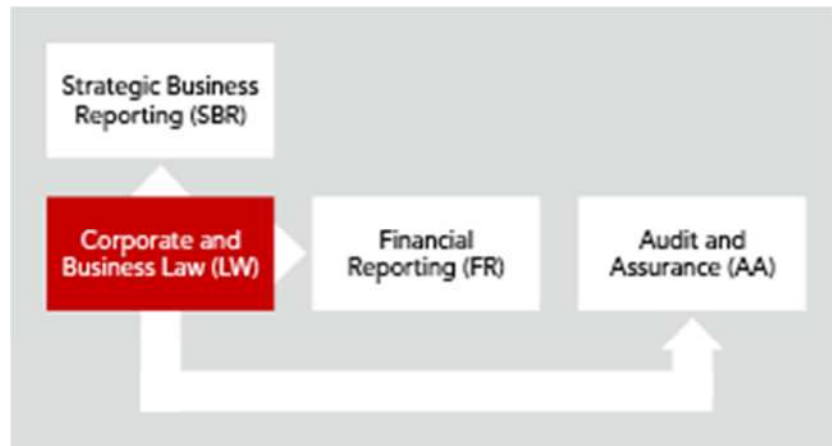 Strategic Business
Reporting (SBR)
Corporate and
Business Law (LW)
Financial
Reporting (FR)
Audit and
Assurance (AA)